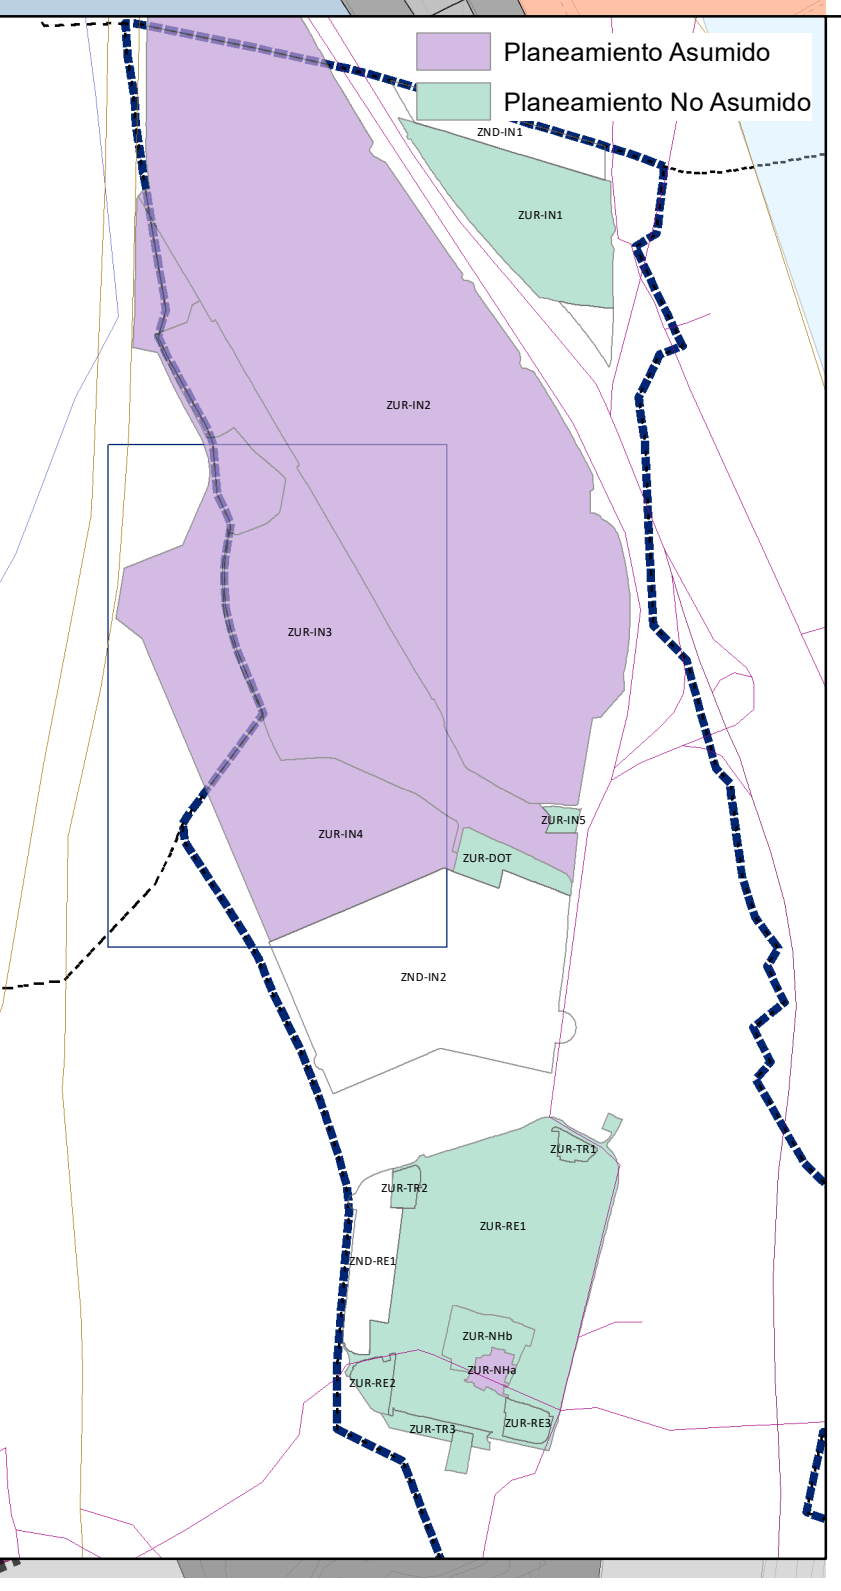 Planeamiento Asumido
Planeamiento No Asumido
ZND-IN1
ZUR-IN1
ZUR-IN2
ZUR-IN3
ZUR-IN5
ZUR-IN4
ZUR-DOT
ZND-IN2
ZUR-TR1
ZUR-TR2
ZUR-RE1
ZND-RE1
ZUR-NHb
ZUR-NHa
ZUR-RE2
ZUR-RE3
ZUR-TR3